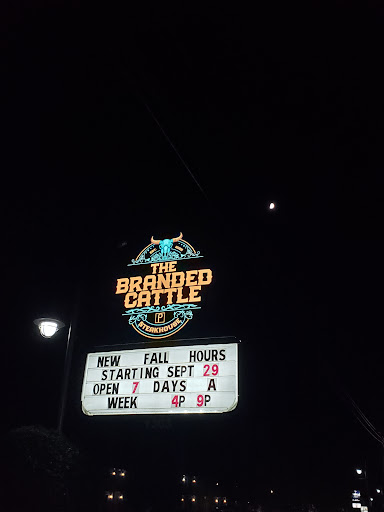 THE
BRANDED
CATTLE
P
STEAKHOUSE
NEW FALL HOURS
STARTING SEPT 29
OPEN 7 DAYS A
WEEK 4P 9P